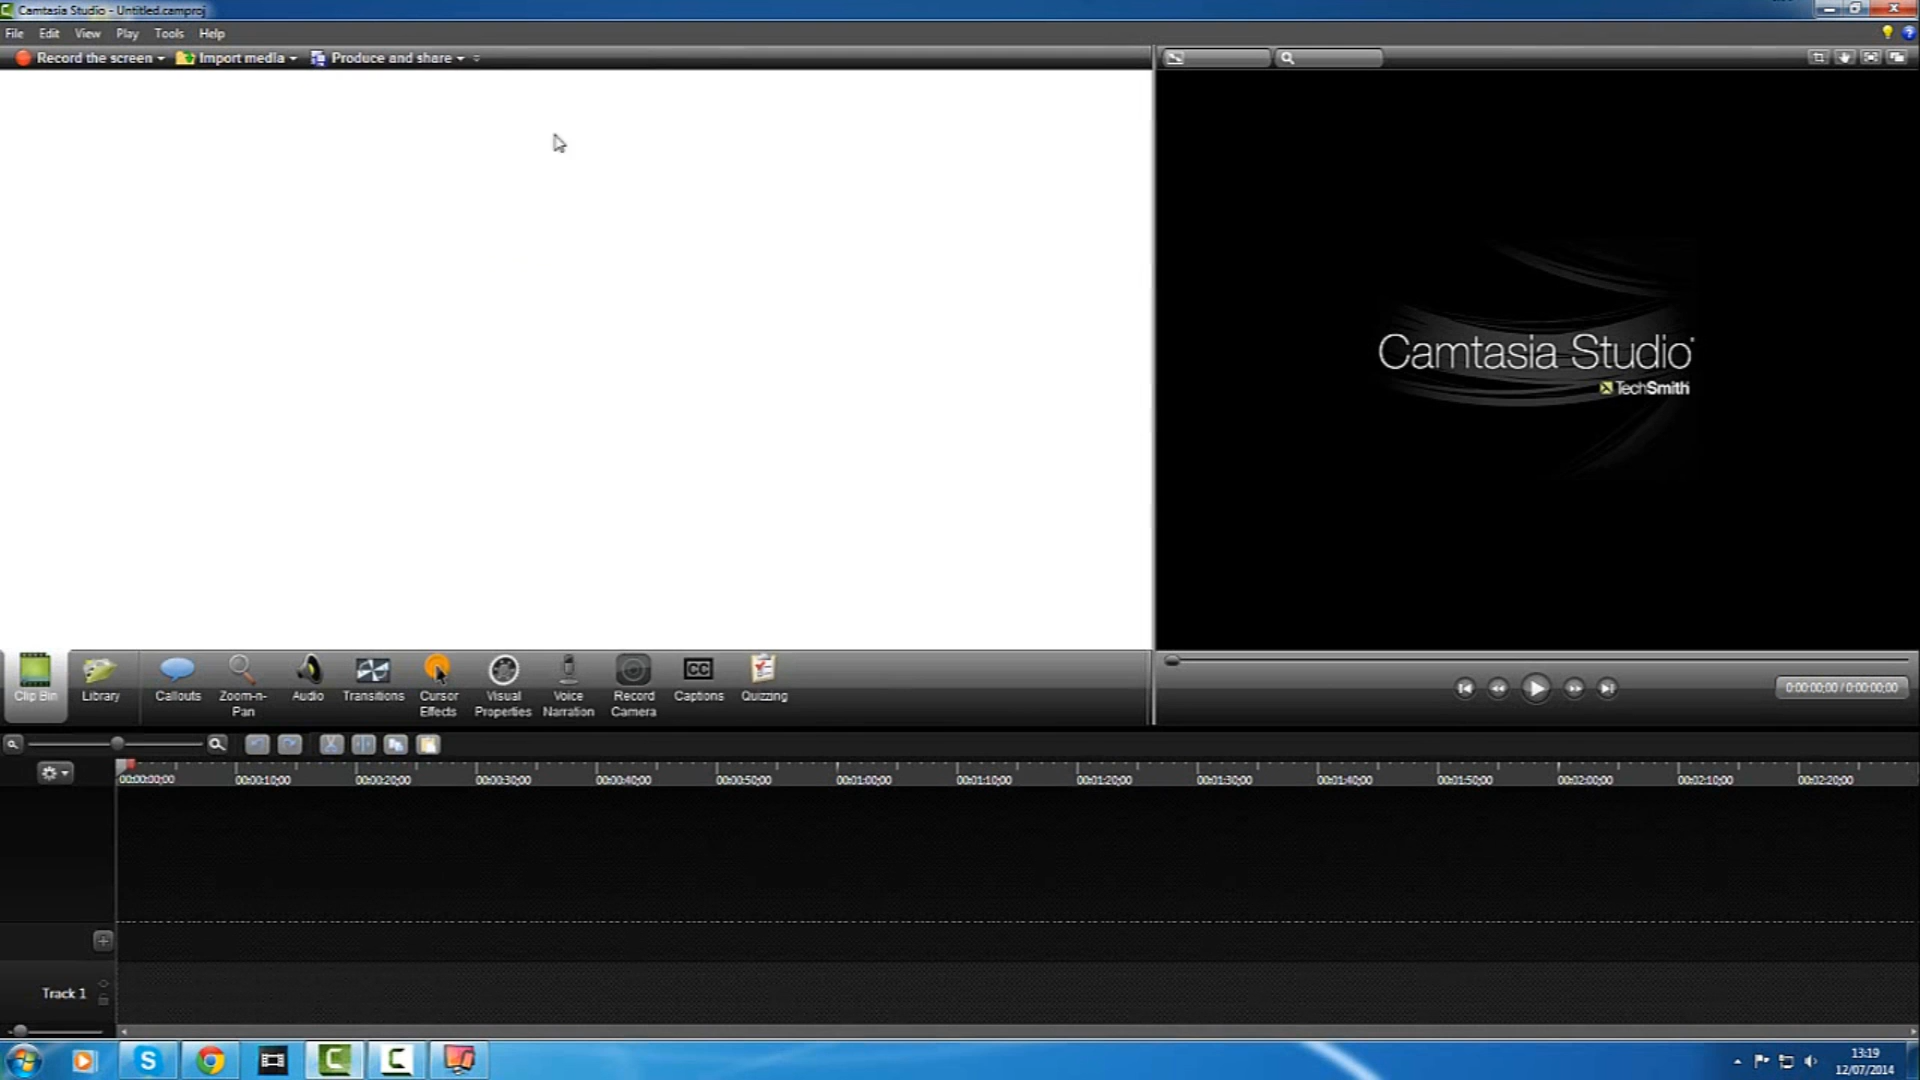 Camtasia Studio - Untitled.camproj
File Edit View Play Tools Help
Record the screen Import media Produce and share
Camtasia Studio
TechSmith
Clip Bin Library Callouts Zoom-n-Pan Audio Transitions Cursor Effects Visual Properties Voice Narration Record Camera Captions Quizzing
0:00:00;00 / 0:00:00;00
00:00:00;00 00:00:10;00 00:00:20;00 00:00:30;00 00:00:40;00 00:00:50;00 00:01:00;00 00:01:10;00 00:01:20;00 00:01:30;00 00:01:40;00 00:01:50;00 00:02:00;00 00:02:10;00 00:02:20;00
Track 1
13:19
12/07/2014